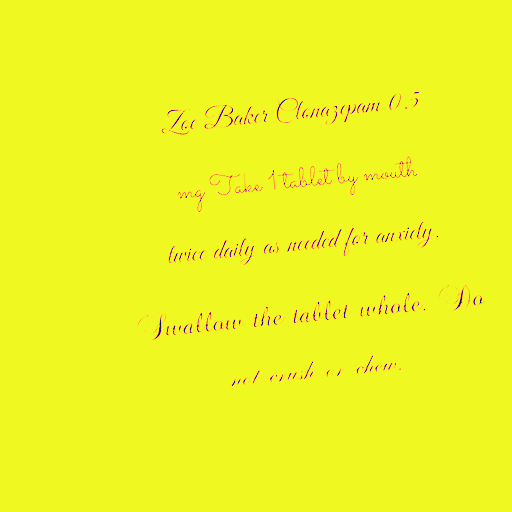 Zoe Baker Clonazepam 0.5
mg Take 1 tablet by mouth
twice daily as needed for anxiety.
Swallow the tablet whole. Do
not crush or chew.